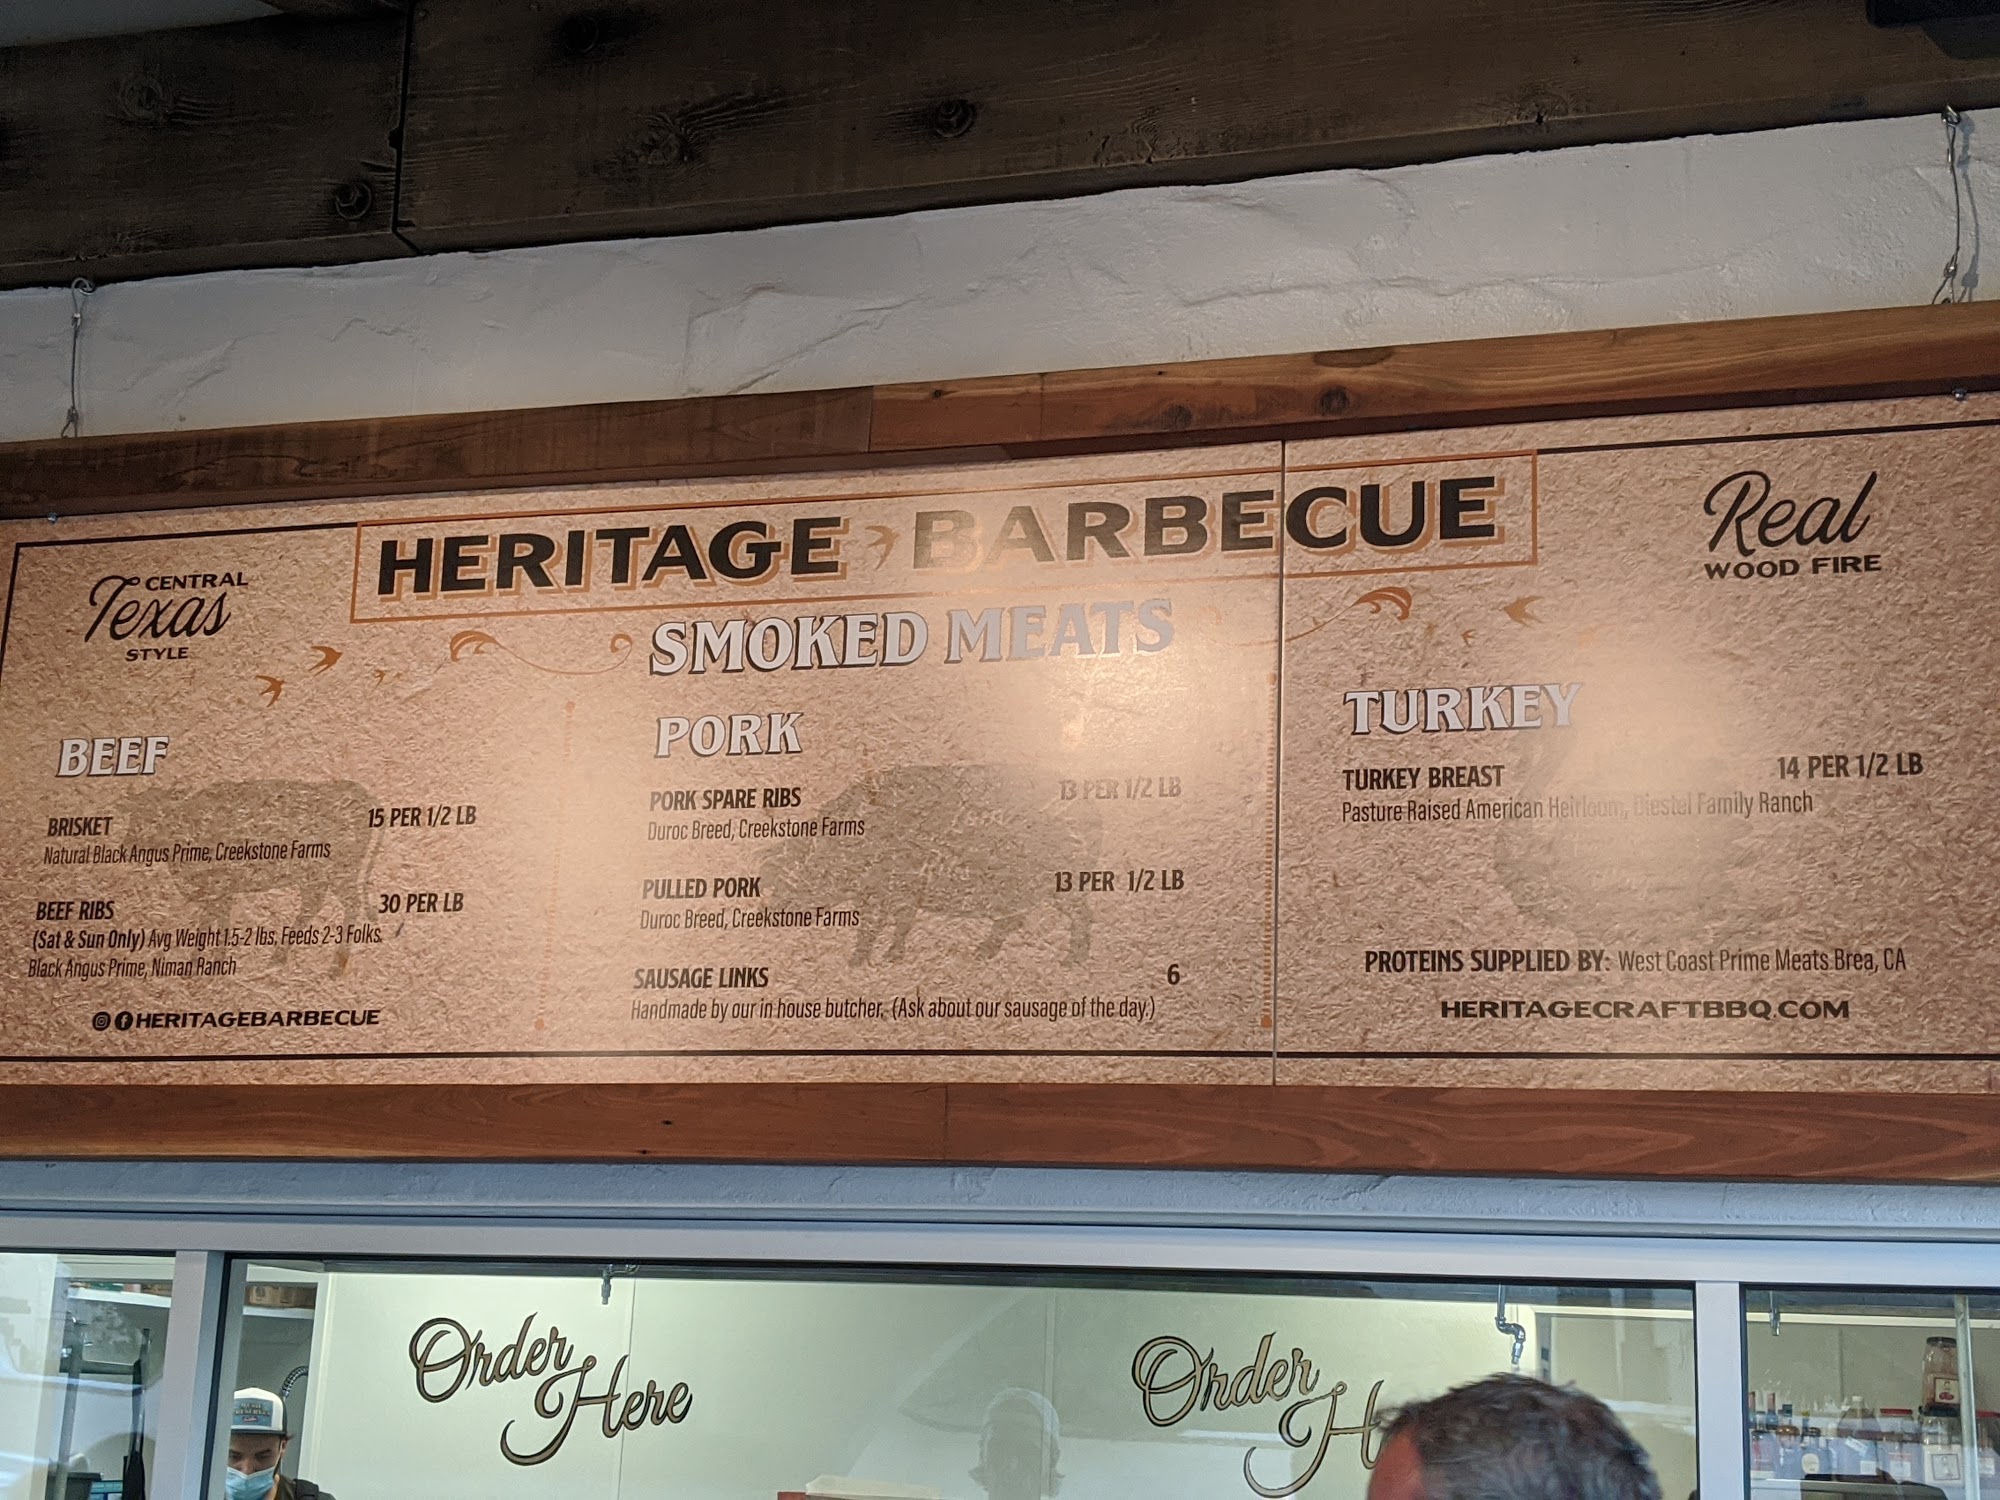 HERITAGE BARBECUE
CENTRAL
Texas
STYLE
Real
WOOD FIRE
SMOKED MEATS
BEEF
BRISKET 15 PER 1/2 LB
Natural Black Angus Prime, Creekstone Farms
BEEF RIBS 30 PER LB
(Sat & Sun Only) Avg Weight 1.5-2 lbs, Feeds 2-3 Folks.
Black Angus Prime, Niman Ranch
HERITAGEBARBECUE
PORK
PORK SPARE RIBS 13 PER 1/2 LB
Duroc Breed, Creekstone Farms
PULLED PORK 13 PER 1/2 LB
Duroc Breed, Creekstone Farms
SAUSAGE LINKS 6
Handmade by our in house butcher. (Ask about our sausage of the day.)
TURKEY
TURKEY BREAST 14 PER 1/2 LB
Pasture Raised American Heirloom, Diestel Family Ranch
PROTEINS SUPPLIED BY: West Coast Prime Meats Brea, CA
HERITAGECRAFTBBQ.COM
Order
Here
Order
H